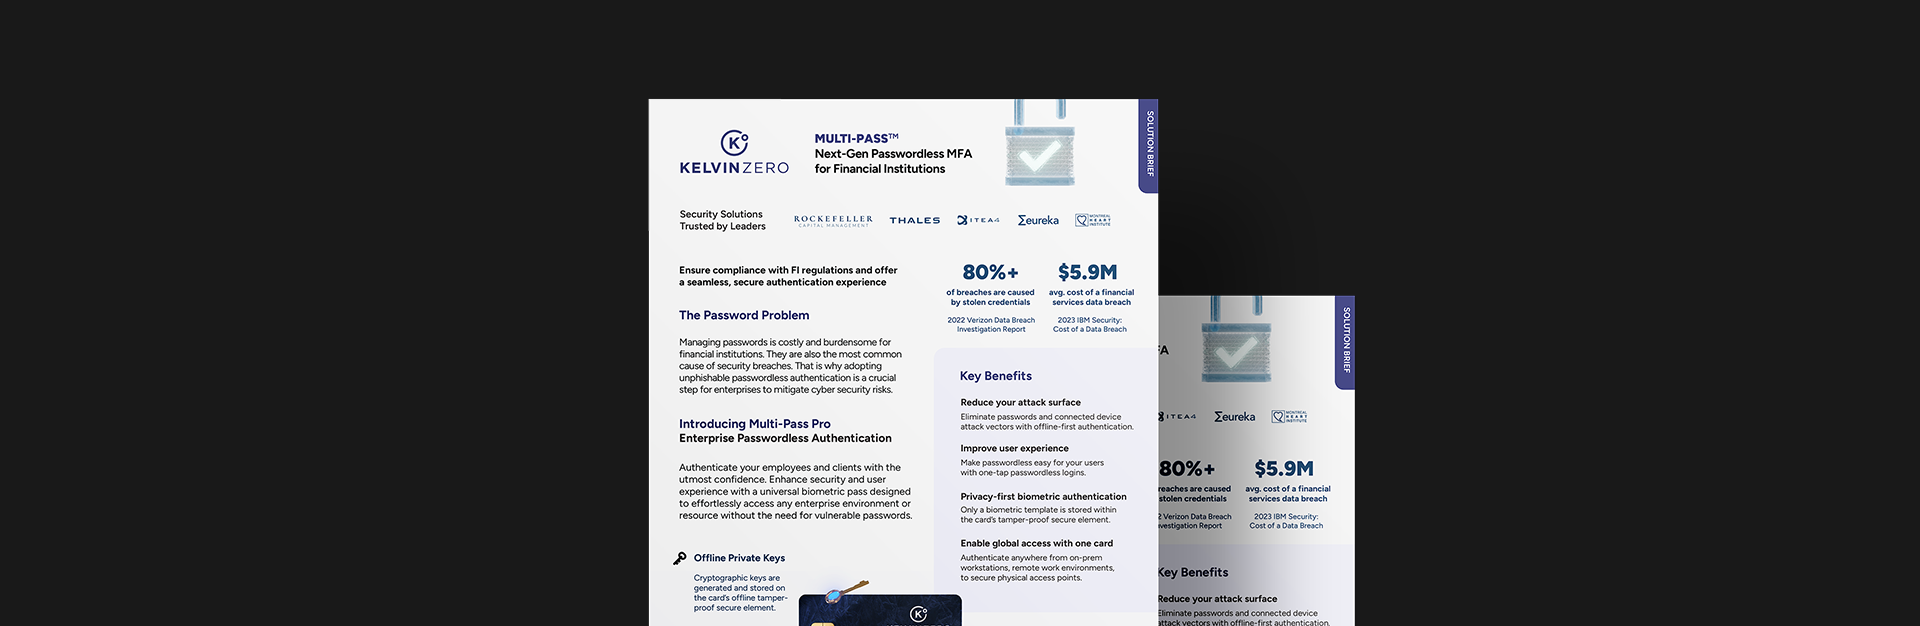 K°
KELVIN ZERO
MULTI-PASS™
Next-Gen Passwordless MFA
for Financial Institutions
SOLUTION BRIEF
Security Solutions
Trusted by Leaders
ROCKEFELLER
CAPITAL MANAGEMENT
THALES
ITEA4
Σeureka
MONTREAL
HEART
INSTITUTE
Ensure compliance with FI regulations and offer
a seamless, secure authentication experience
80%+
of breaches are caused
by stolen credentials
2022 Verizon Data Breach
Investigation Report
$5.9M
avg. cost of a financial
services data breach
2023 IBM Security:
Cost of a Data Breach
The Password Problem
Managing passwords is costly and burdensome for
financial institutions. They are also the most common
cause of security breaches. That is why adopting
unphishable passwordless authentication is a crucial
step for enterprises to mitigate cyber security risks.
Introducing Multi-Pass Pro
Enterprise Passwordless Authentication
Authenticate your employees and clients with the
utmost confidence. Enhance security and user
experience with a universal biometric pass designed
to effortlessly access any enterprise environment or
resource without the need for vulnerable passwords.
Offline Private Keys
Cryptographic keys are
generated and stored on
the card's offline tamper-
proof secure element.
K°
Key Benefits
Reduce your attack surface
Eliminate passwords and connected device
attack vectors with offline-first authentication.
Improve user experience
Make passwordless easy for your users
with one-tap passwordless logins.
Privacy-first biometric authentication
Only a biometric template is stored within
the card's tamper-proof secure element.
Enable global access with one card
Authenticate anywhere from on-prem
workstations, remote work environments,
to secure physical access points.
FA
SOLUTION BRIEF
ITEA4
Σeureka
MONTREAL
HEART
INSTITUTE
80%+
reaches are caused
stolen credentials
2 Verizon Data Breach
nvestigation Report
$5.9M
avg. cost of a financial
services data breach
2023 IBM Security:
Cost of a Data Breach
Key Benefits
Reduce your attack surface
Eliminate passwords and connected device
attack vectors with offline-first authentication.